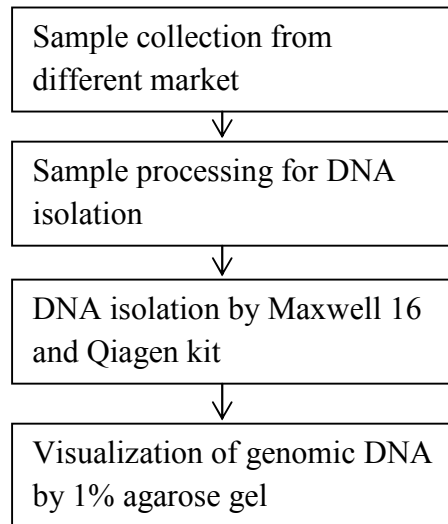 Sample collection from
different market
Sample processing for DNA
isolation
DNA isolation by Maxwell 16
and Qiagen kit
Visualization of genomic DNA
by 1% agarose gel